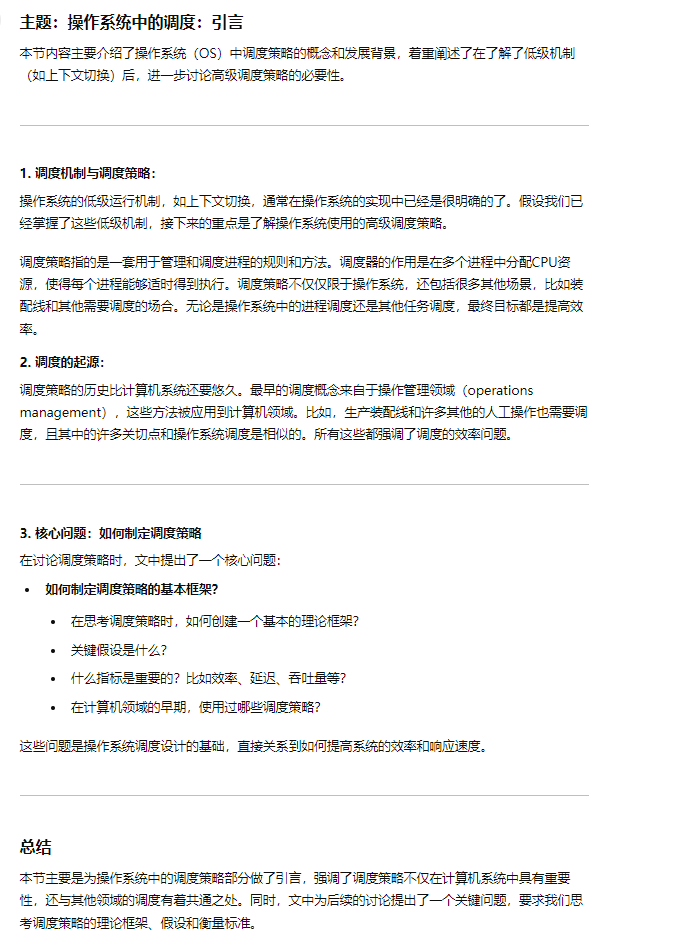 主题：操作系统中的调度：引言
本节内容主要介绍了操作系统（OS）中调度策略的概念和发展背景，着重阐述了在了解了低级机制
（如上下文切换）后，进一步讨论高级调度策略的必要性。
1. 调度机制与调度策略：
操作系统的低级运行机制，如上下文切换，通常在操作系统的实现中已经是很明确的了。假设我们已
经掌握了这些低级机制，接下来的重点是了解操作系统使用的高级调度策略。
调度策略指的是一套用于管理和调度进程的规则和方法。调度器的作用是在多个进程中分配CPU资
源，使得每个进程能够适时得到执行。调度策略不仅仅限于操作系统，还包括很多其他场景，比如装
配线和其他需要调度的场合。无论是操作系统中的进程调度还是其他任务调度，最终目标都是提高效
率。
2. 调度的起源：
调度策略的历史比计算机系统还要悠久。最早的调度概念来自于操作管理领域（operations
management），这些方法被应用到计算机领域。比如，生产装配线和许多其他的人工操作也需要调
度，且其中的许多关切点和操作系统调度是相似的。所有这些都强调了调度的效率问题。
3. 核心问题：如何制定调度策略
在讨论调度策略时，文中提出了一个核心问题：
• 如何制定调度策略的基本框架？
• 在思考调度策略时，如何创建一个基本的理论框架？
• 关键假设是什么？
• 什么指标是重要的？比如效率、延迟、吞吐量等？
• 在计算机领域的早期，使用过哪些调度策略？
这些问题是操作系统调度设计的基础，直接关系到如何提高系统的效率和响应速度。
总结
本节主要是为操作系统中的调度策略部分做了引言，强调了调度策略不仅在计算机系统中具有重要
性，还与其他领域的调度有着共通之处。同时，文中为后续的讨论提出了一个关键问题，要求我们思
考调度策略的理论框架、假设和衡量标准。